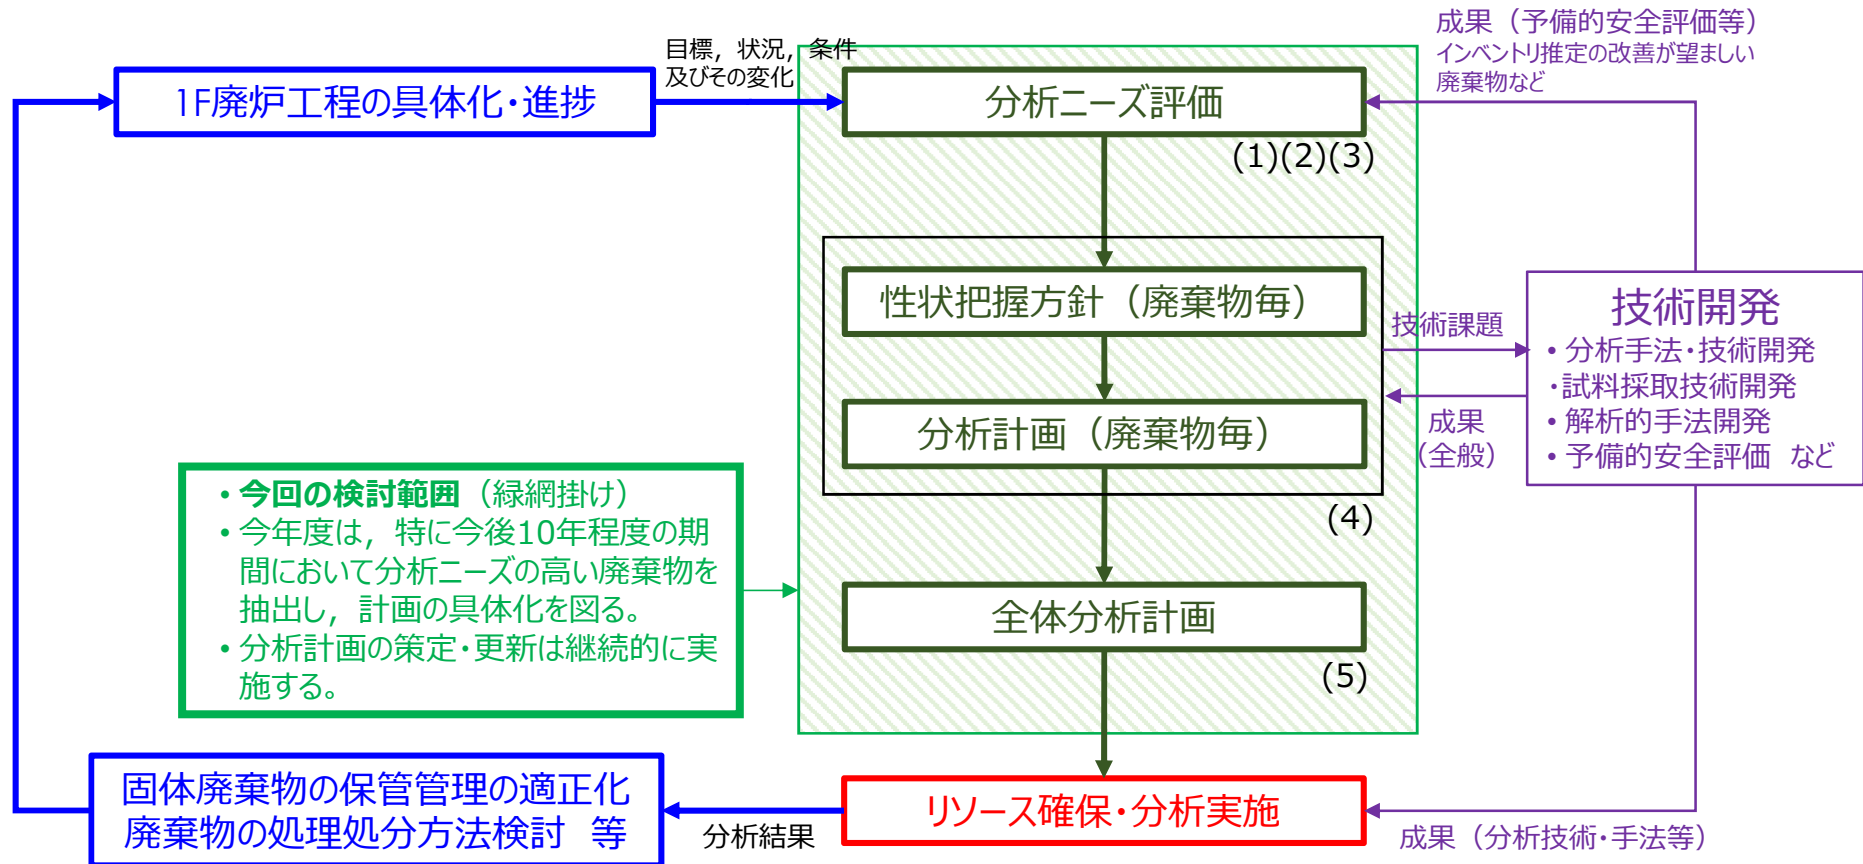 成果（予備的安全評価等）
インベントリ推定の改善が望ましい
廃棄物など
目標，状況，条件
及びその変化
1F廃炉工程の具体化・進捗
分析ニーズ評価
(1)(2)(3)
性状把握方針（廃棄物毎）
技術課題
技術開発
• 分析手法・技術開発
・試料採取技術開発
• 解析的手法開発
• 予備的安全評価　など
分析計画（廃棄物毎）
成果
（全般）
(4)
• 今回の検討範囲（緑網掛け）
• 今年度は，特に今後10年程度の期
間において分析ニーズの高い廃棄物を
抽出し，計画の具体化を図る。
• 分析計画の策定・更新は継続的に実
施する。
全体分析計画
(5)
固体廃棄物の保管管理の適正化
廃棄物の処理処分方法検討　等
分析結果
リソース確保・分析実施
成果（分析技術・手法等）